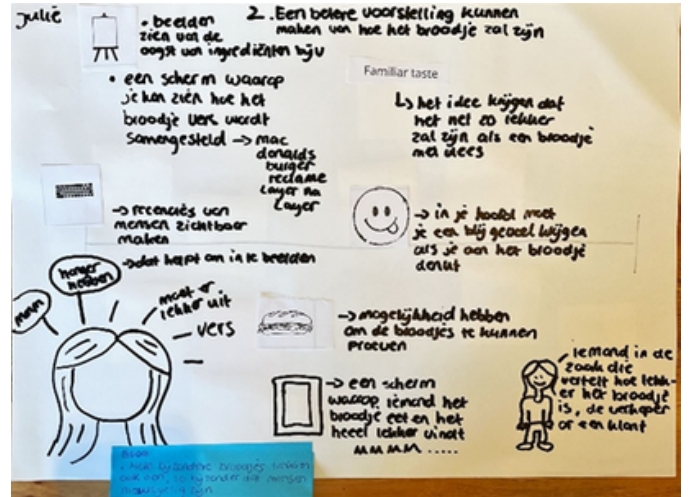 Julie
• beelden
zien van de
oogst van ingrediënten bijv
• een scherm waarop
je kan zien hoe het
broodje vers wordt
samengesteld → mac
donalds
burger
reclame
layer na
layer
2. Een betere voorstelling kunnen
maken van hoe het broodje zal zijn
Familiar taste
↳ het idee krijgen dat
het net zo lekker
zal zijn als een broodje
met vlees
→ recencies van
mensen zichtbaar
maken
→ in je hoofd moet
je een blij gevoel krijgen
als je aan het broodje
denkt
→ dat helpt om in te beelden
honger
hebben
mmm
moet er
lekker uit
vers
→ mogelijkheid hebben
om de broodjes te kunnen
proeven
→ een scherm
waarop iemand het
broodje eet en het
heel lekker vindt
mmmm .....
iemand in de
zaak die
vertelt hoe lekk-
er het broodje
is, de verkoper
of een klant
zijn